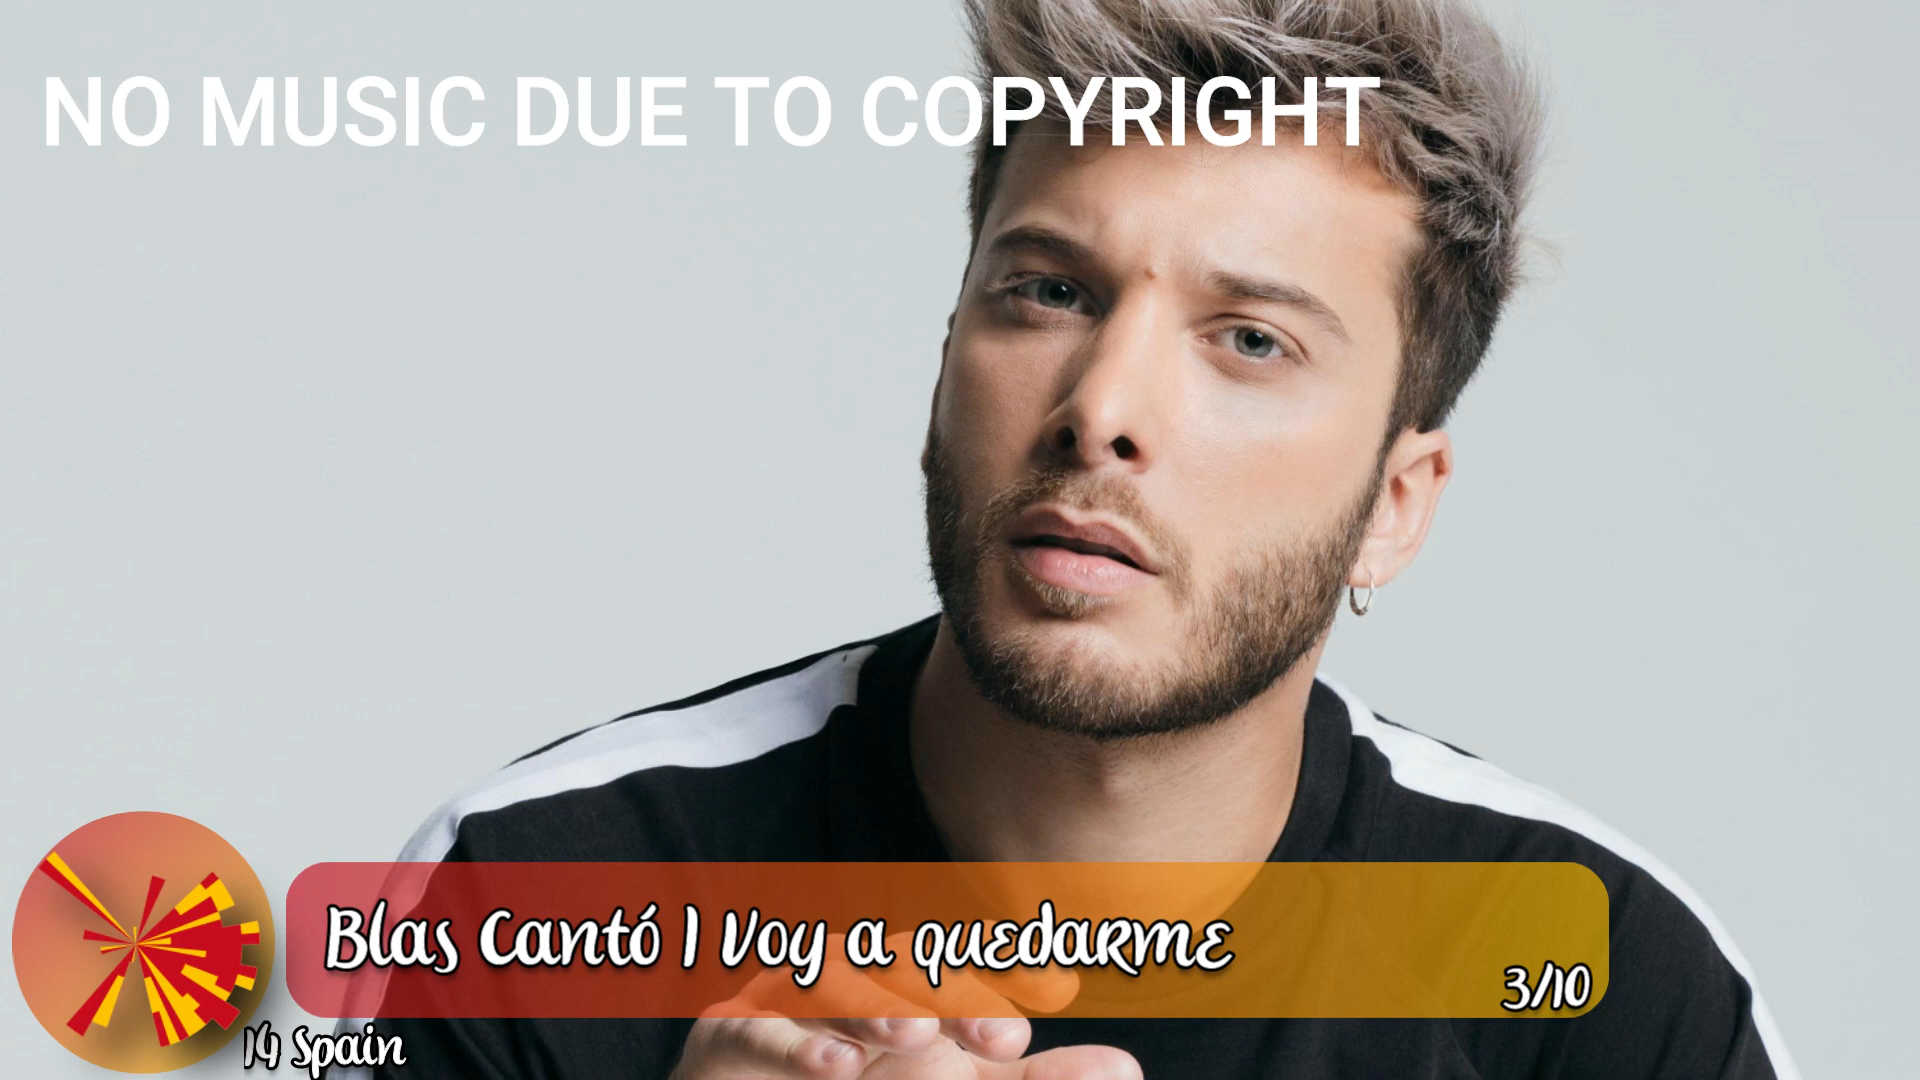 NO MUSIC DUE TO COPYRIGHT
Blas Cantó | Voy a quedarme
3/10
14 Spain